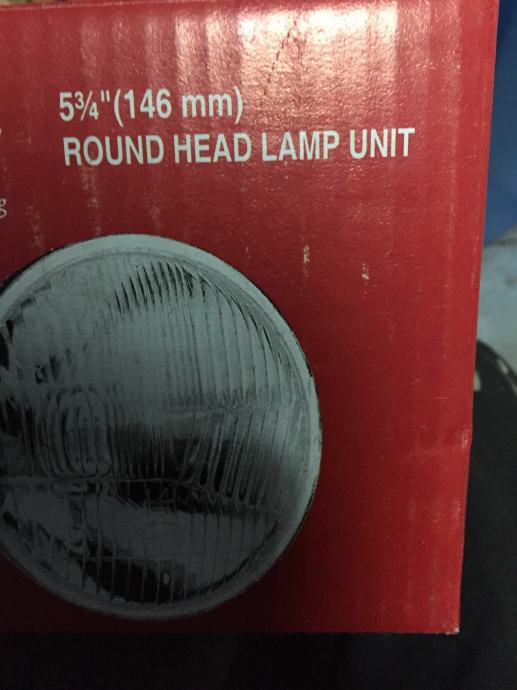 5¾"(146 mm)
ROUND HEAD LAMP UNIT